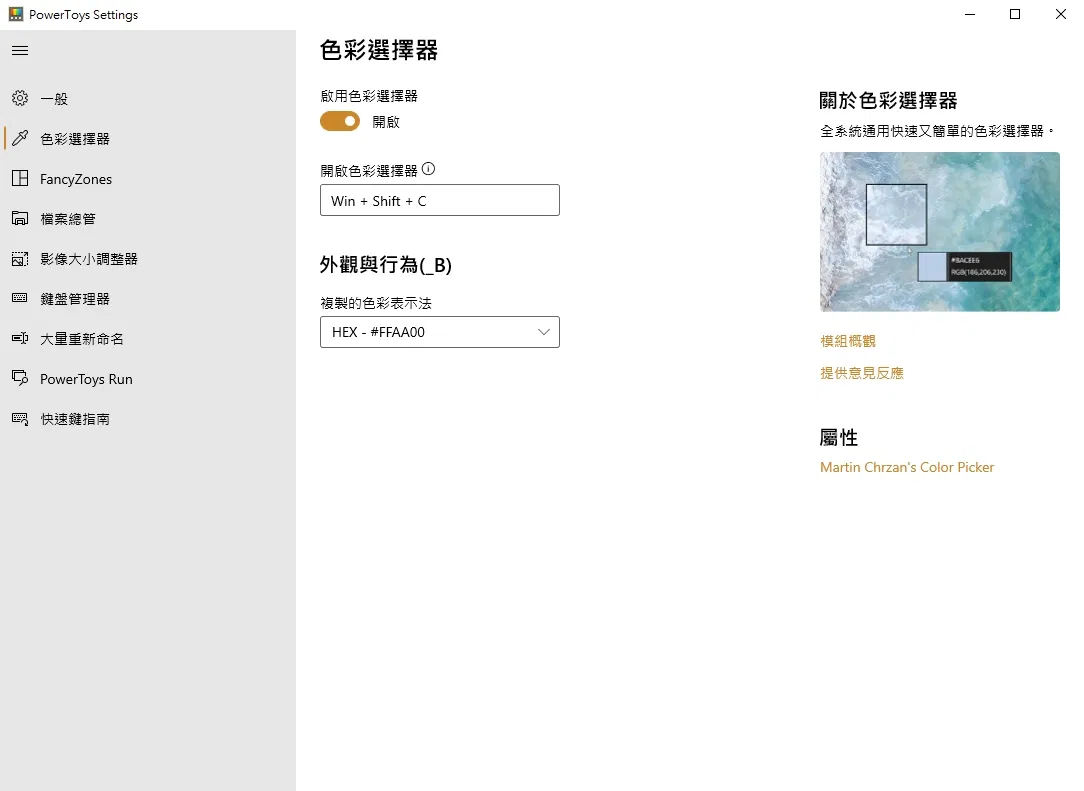 PowerToys Settings
一般
色彩選擇器
FancyZones
檔案總管
影像大小調整器
鍵盤管理器
大量重新命名
PowerToys Run
快速鍵指南
色彩選擇器
啟用色彩選擇器
開啟
開啟色彩選擇器
Win + Shift + C
外觀與行為(_B)
複製的色彩表示法
HEX - #FFAA00
關於色彩選擇器
全系統通用快速又簡單的色彩選擇器。
#BACEE6
RGB(186,206,230)
模組概觀
提供意見反應
屬性
Martin Chrzan's Color Picker